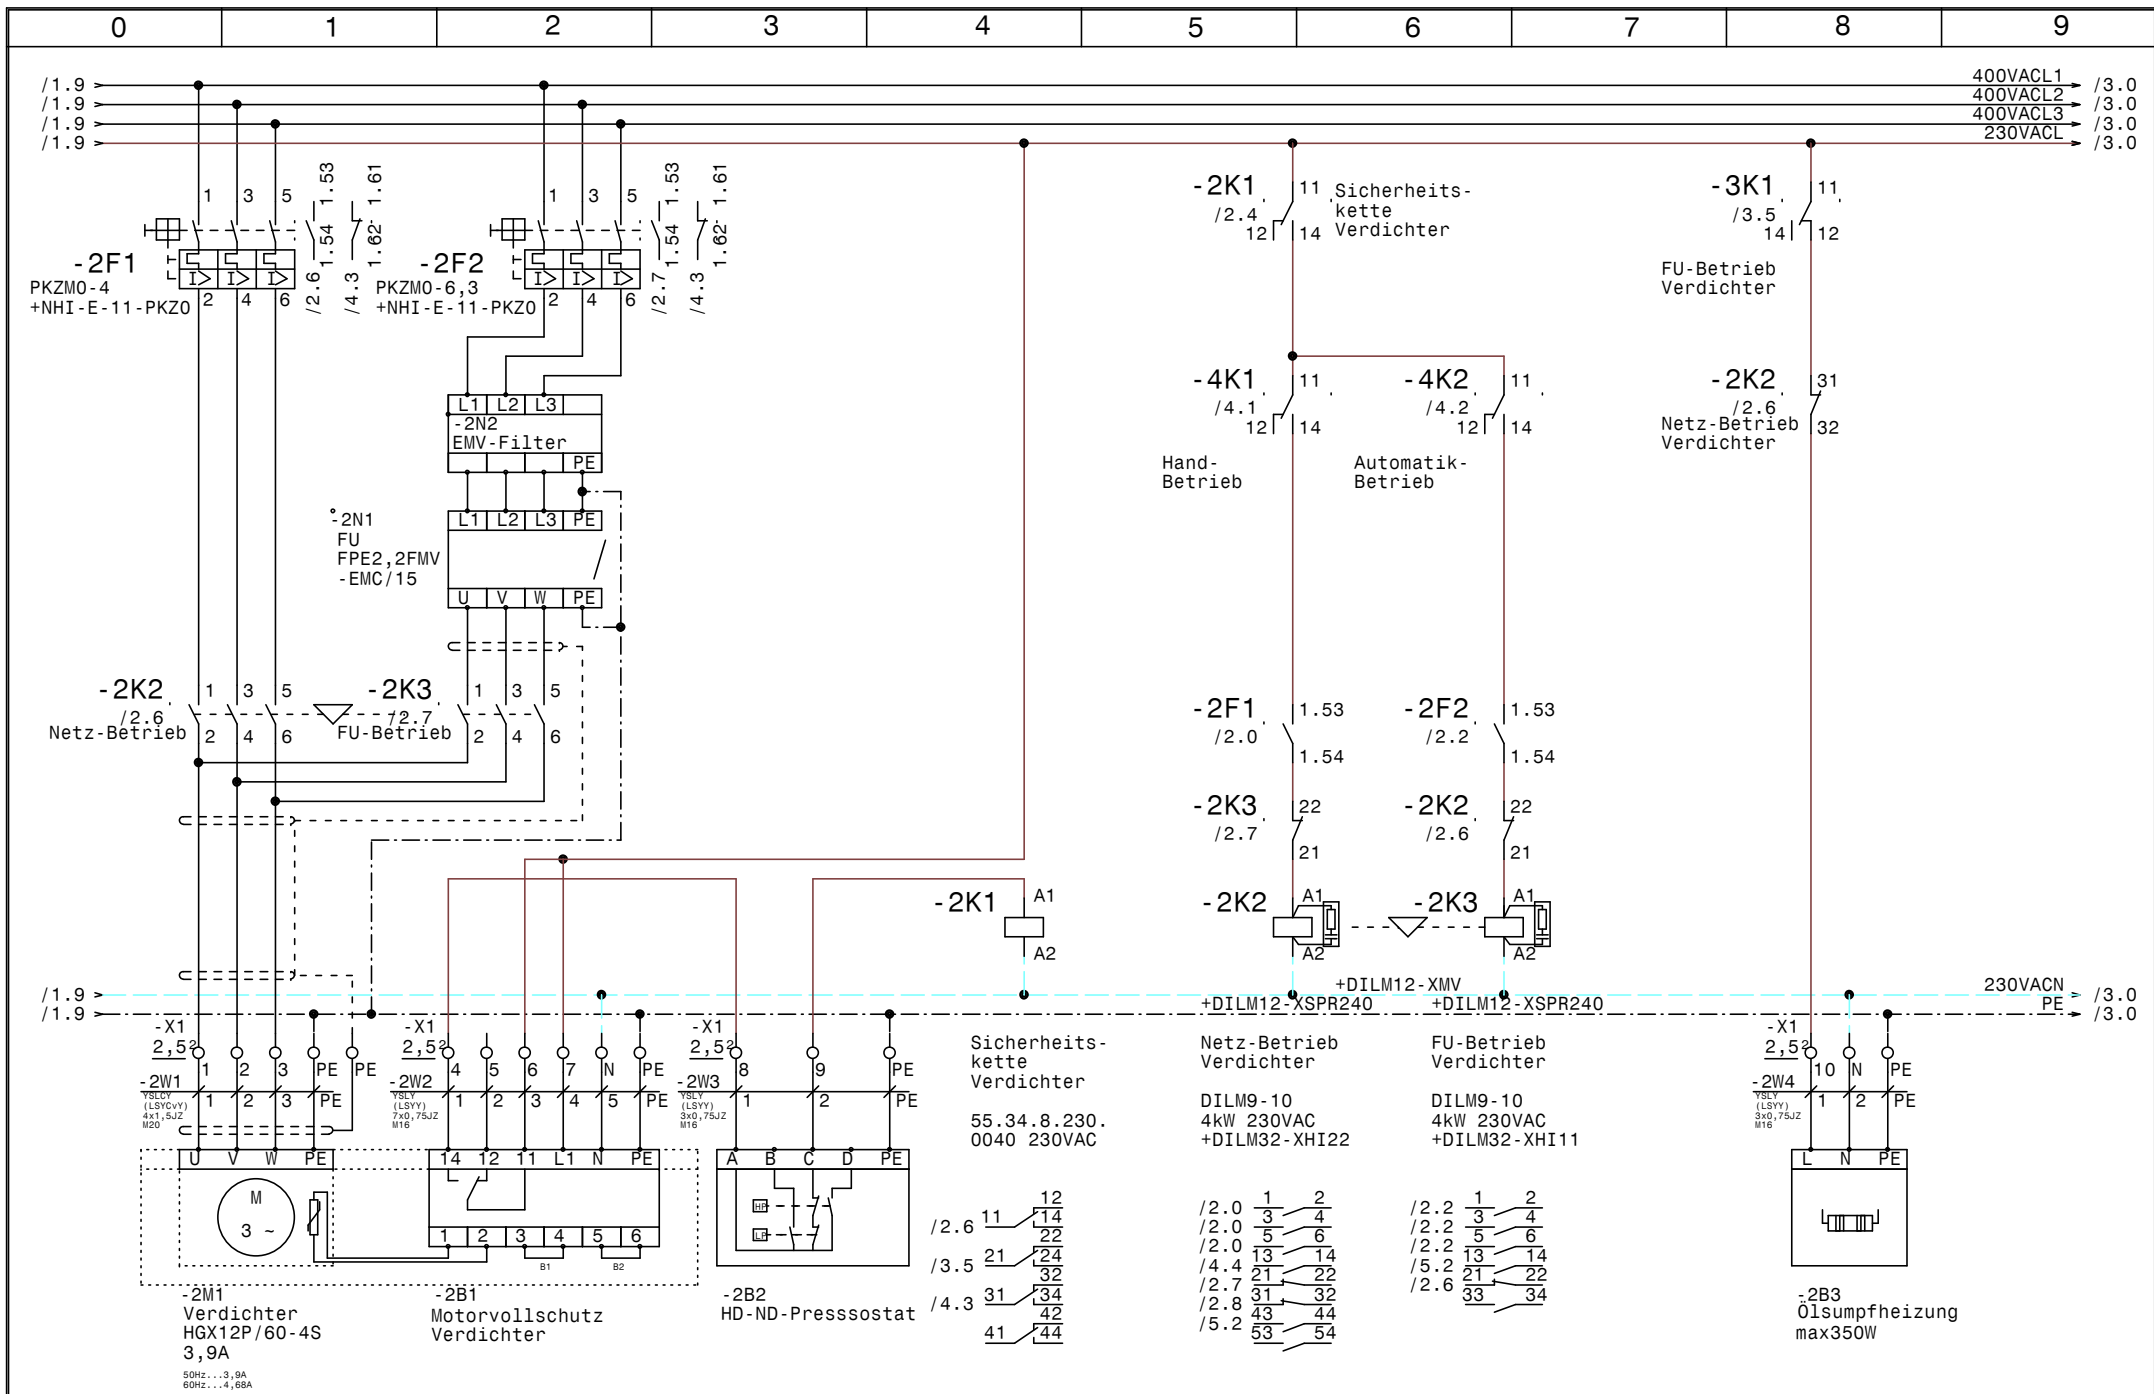 0 1 2 3 4 5 6 7 8 9
/1.9 400VACL1 /3.0
/1.9 400VACL2 /3.0
/1.9 400VACL3 /3.0
/1.9 230VACL /3.0
1 3 5 1.53 1.61
1.54 1.62
/2.6 /4.3
-2F1
PKZM0-4
+NHI-E-11-PKZ0
2 4 6
1 3 5 1.53 1.61
1.54 1.62
/2.7 /4.3
-2F2
PKZM0-6,3
+NHI-E-11-PKZ0
2 4 6
I> I> I> I> I> I>
-2K1 11
/2.4
12 14
Sicherheits-
kette
Verdichter
-3K1 11
/3.5
14 12
FU-Betrieb
Verdichter
L1 L2 L3
-2N2
EMV-Filter
PE
-4K1 11
/4.1
12 14
Hand-
Betrieb
-4K2 11
/4.2
12 14
Automatik-
Betrieb
-2K2 31
/2.6
Netz-Betrieb 32
Verdichter
-2N1
FU
FPE2,2FMV
-EMC/15
L1 L2 L3 PE
U V W PE
-2K2 1 3 5
/2.6
Netz-Betrieb 2 4 6
-2K3 1 3 5
/2.7
FU-Betrieb 2 4 6
-2F1 1.53
/2.0
1.54
-2F2 1.53
/2.2
1.54
-2K3 22
/2.7
21
-2K2 22
/2.6
21
-2K1 A1
A2
-2K2 A1
A2
-2K3 A1
A2
+DILM12-XMV
+DILM12-XSPR240 +DILM12-XSPR240
/1.9 230VACN /3.0
/1.9 PE /3.0
-X1
2,5²
1 2 3 PE PE
-2W1
YSLCY
(LSYCvY)
4x1,5JZ
M20
1 2 3 PE
U V W PE
M
3 ~
-2M1
Verdichter
HGX12P/60-4S
3,9A
50Hz...3,9A
60Hz...4,68A
-X1
2,5²
4 5 6 7 N PE
-2W2
YSLY
(LSYY)
7x0,75JZ
M16
1 2 3 4 5 PE
14 12 11 L1 N PE
1 2 3 4 5 6
B1 B2
-2B1
Motorvollschutz
Verdichter
-X1
2,5²
8 9 PE
-2W3
YSLY
(LSYY)
3x0,75JZ
M16
1 2 PE
A B C D PE
HP
LP
-2B2
HD-ND-Presssostat
Sicherheits-
kette
Verdichter
55.34.8.230.
0040 230VAC
12
/2.6 11 14
22
/3.5 21 24
32
/4.3 31 34
42
41 44
Netz-Betrieb
Verdichter
DILM9-10
4kW 230VAC
+DILM32-XHI22
/2.0 1 2
/2.0 3 4
/2.0 5 6
/4.4 13 14
/2.7 21 22
/2.8 31 32
/5.2 43 44
53 54
FU-Betrieb
Verdichter
DILM9-10
4kW 230VAC
+DILM32-XHI11
/2.2 1 2
/2.2 3 4
/2.2 5 6
/5.2 13 14
/2.6 21 22
33 34
-X1
2,5²
10 N PE
-2W4
YSLY
(LSYY)
3x0,75JZ
M16
1 2 PE
L N PE
-2B3
Ölsumpfheizung
max350W